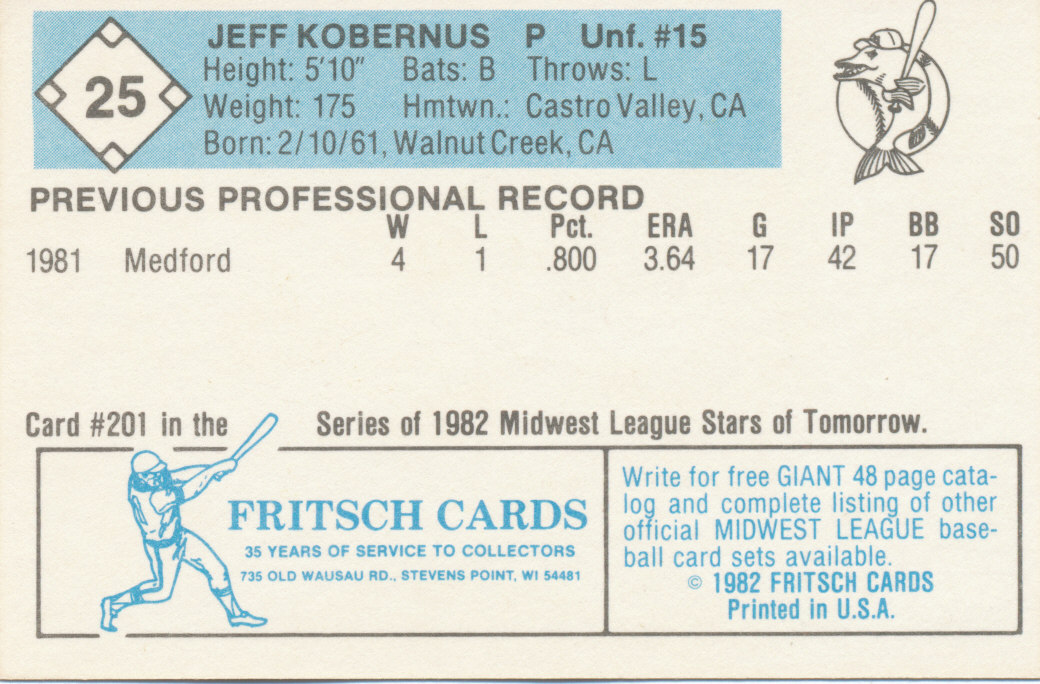 25
JEFF KOBERNUS P Unf. #15
Height: 5'10" Bats: B Throws: L
Weight: 175 Hmtwn.: Castro Valley, CA
Born: 2/10/61, Walnut Creek, CA
PREVIOUS PROFESSIONAL RECORD
W L Pct. ERA G IP BB SO
1981 Medford 4 1 .800 3.64 17 42 17 50
Card #201 in the Series of 1982 Midwest League Stars of Tomorrow.
FRITSCH CARDS
35 YEARS OF SERVICE TO COLLECTORS
735 OLD WAUSAU RD., STEVENS POINT, WI 54481
Write for free GIANT 48 page cata-
log and complete listing of other
official MIDWEST LEAGUE base-
ball card sets available.
© 1982 FRITSCH CARDS
Printed in U.S.A.